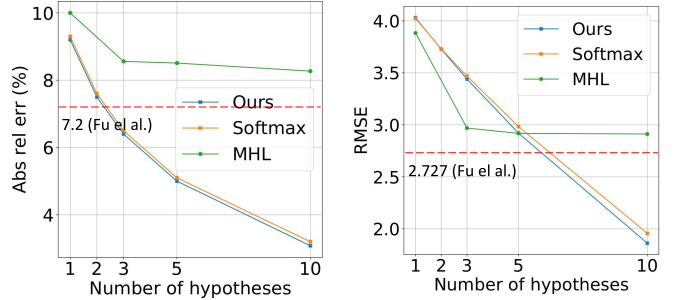 10
8
6
4
Abs rel err (%)
Ours
Softmax
MHL
7.2 (Fu el al.)
1 2 3 5 10
Number of hypotheses
4.0
3.5
3.0
2.5
2.0
RMSE
Ours
Softmax
MHL
2.727 (Fu el al.)
1 2 3 5 10
Number of hypotheses